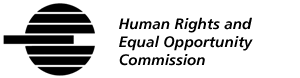 Human Rights and
Equal Opportunity
Commission